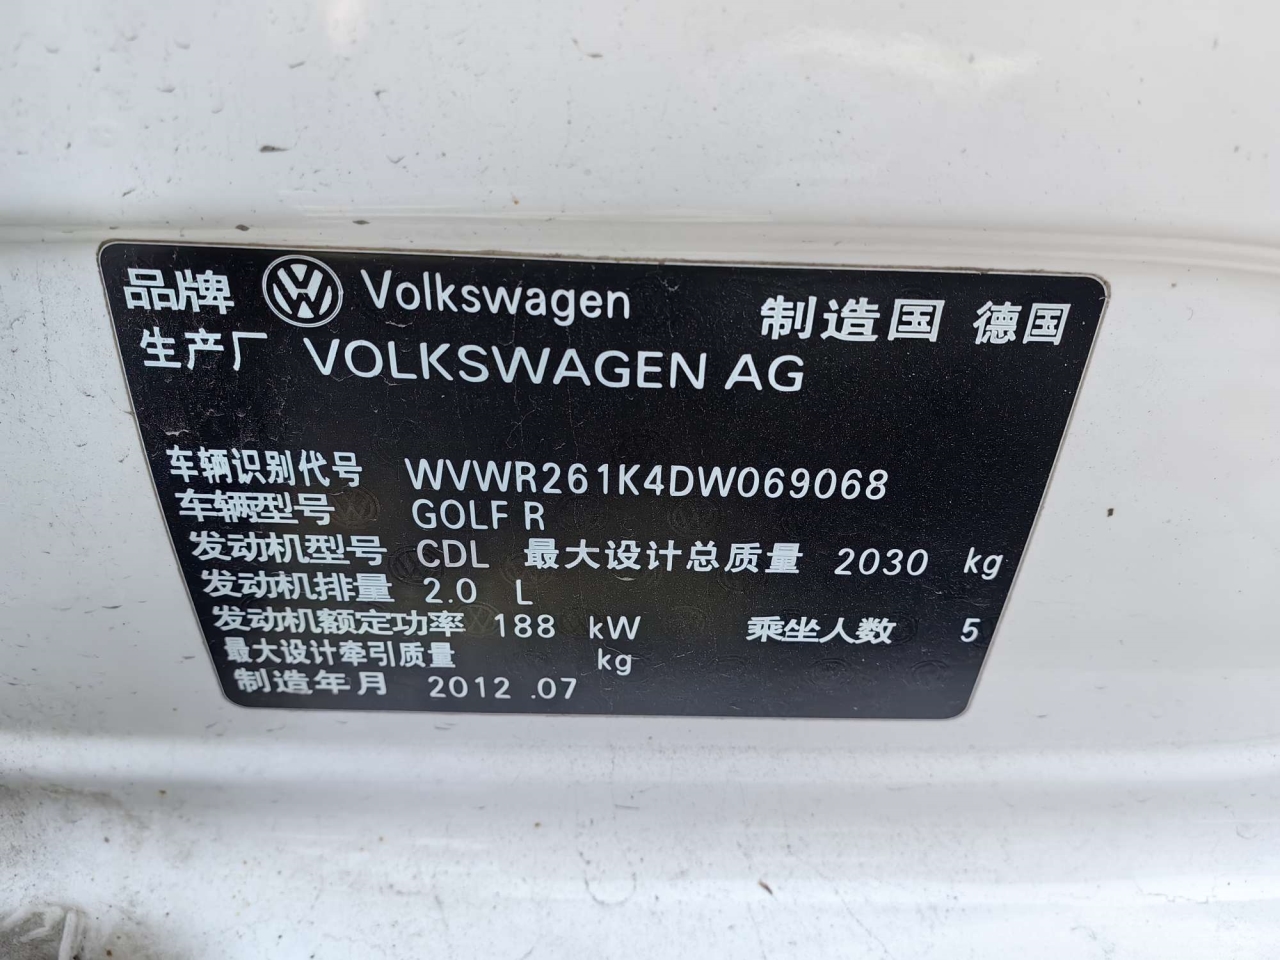 品牌 Volkswagen 制造国 德国
生产厂 VOLKSWAGEN AG
车辆识别代号 WVWR261K4DW069068
车辆型号 GOLF R
发动机型号 CDL 最大设计总质量 2030 kg
发动机排量 2.0 L
发动机额定功率 188 kW 乘坐人数 5
最大设计牵引质量 kg
制造年月 2012 .07